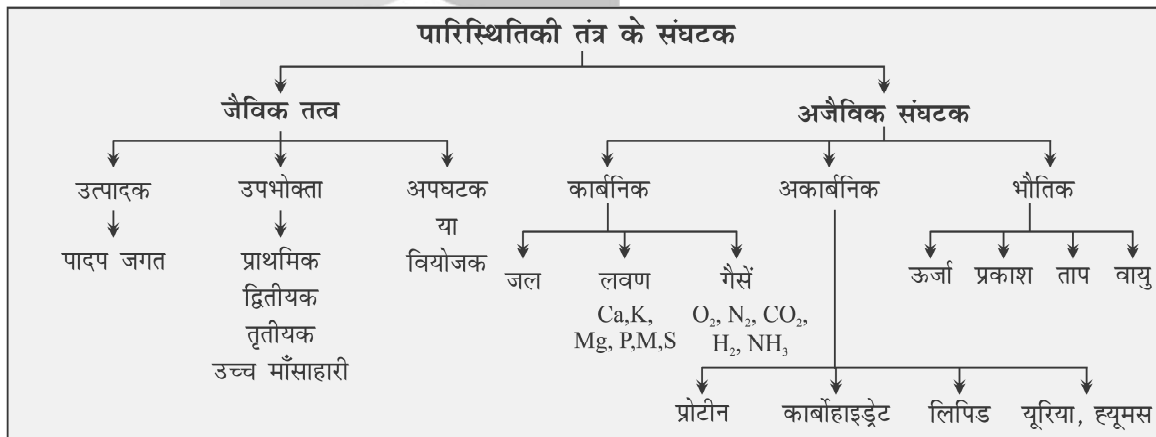 पारिस्थितिकी तंत्र के संघटक
जैविक तत्व
अजैविक संघटक
उत्पादक
उपभोक्ता
अपघटक
या
वियोजक
कार्बनिक
अकार्बनिक
भौतिक
पादप जगत
प्राथमिक
द्वितीयक
तृतीयक
उच्च माँसाहारी
जल
लवण
Ca,K,
Mg, P,M,S
गैसें
O₂, N₂, CO₂,
H₂, NH₃
ऊर्जा
प्रकाश
ताप
वायु
प्रोटीन
कार्बोहाइड्रेट
लिपिड
यूरिया, ह्यूमस